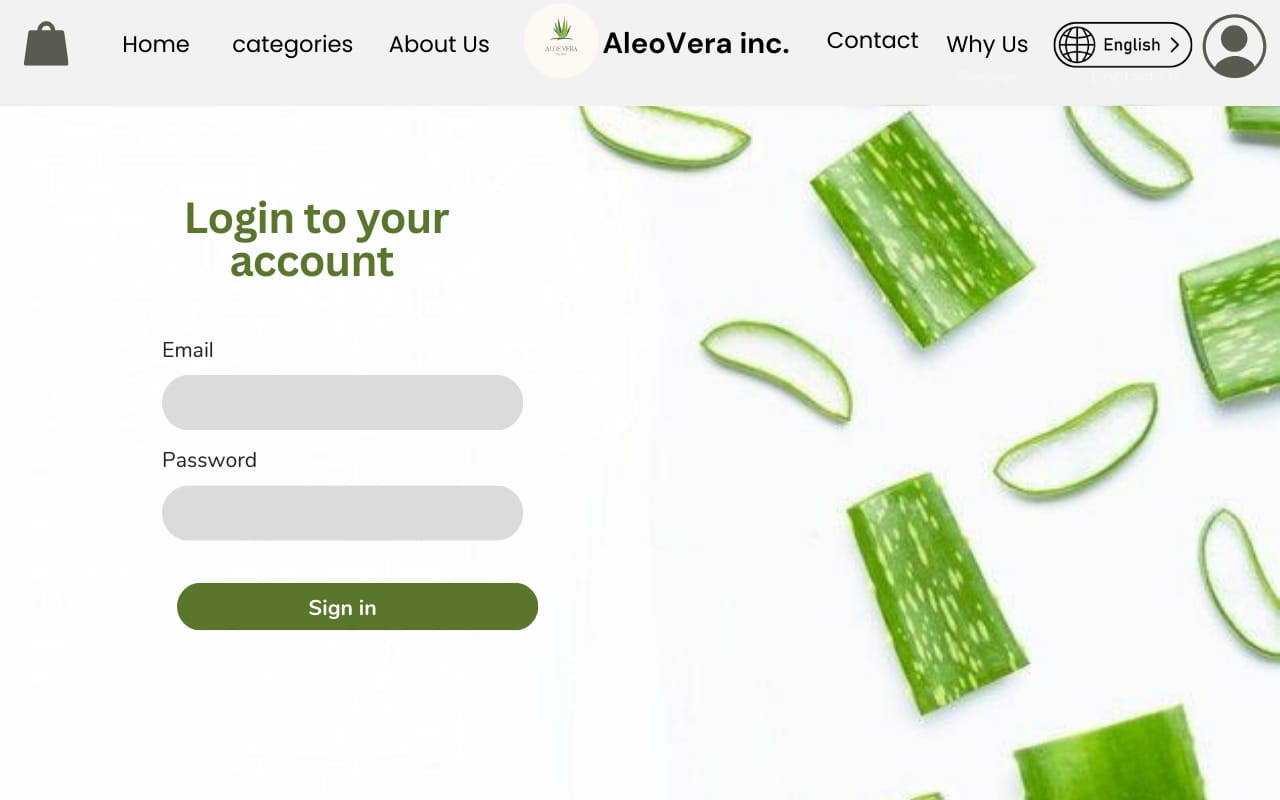 Home
categories
About Us
ALOE VERA
AleoVera inc.
Contact
Why Us
English
Login to your
account
Email
Password
Sign in